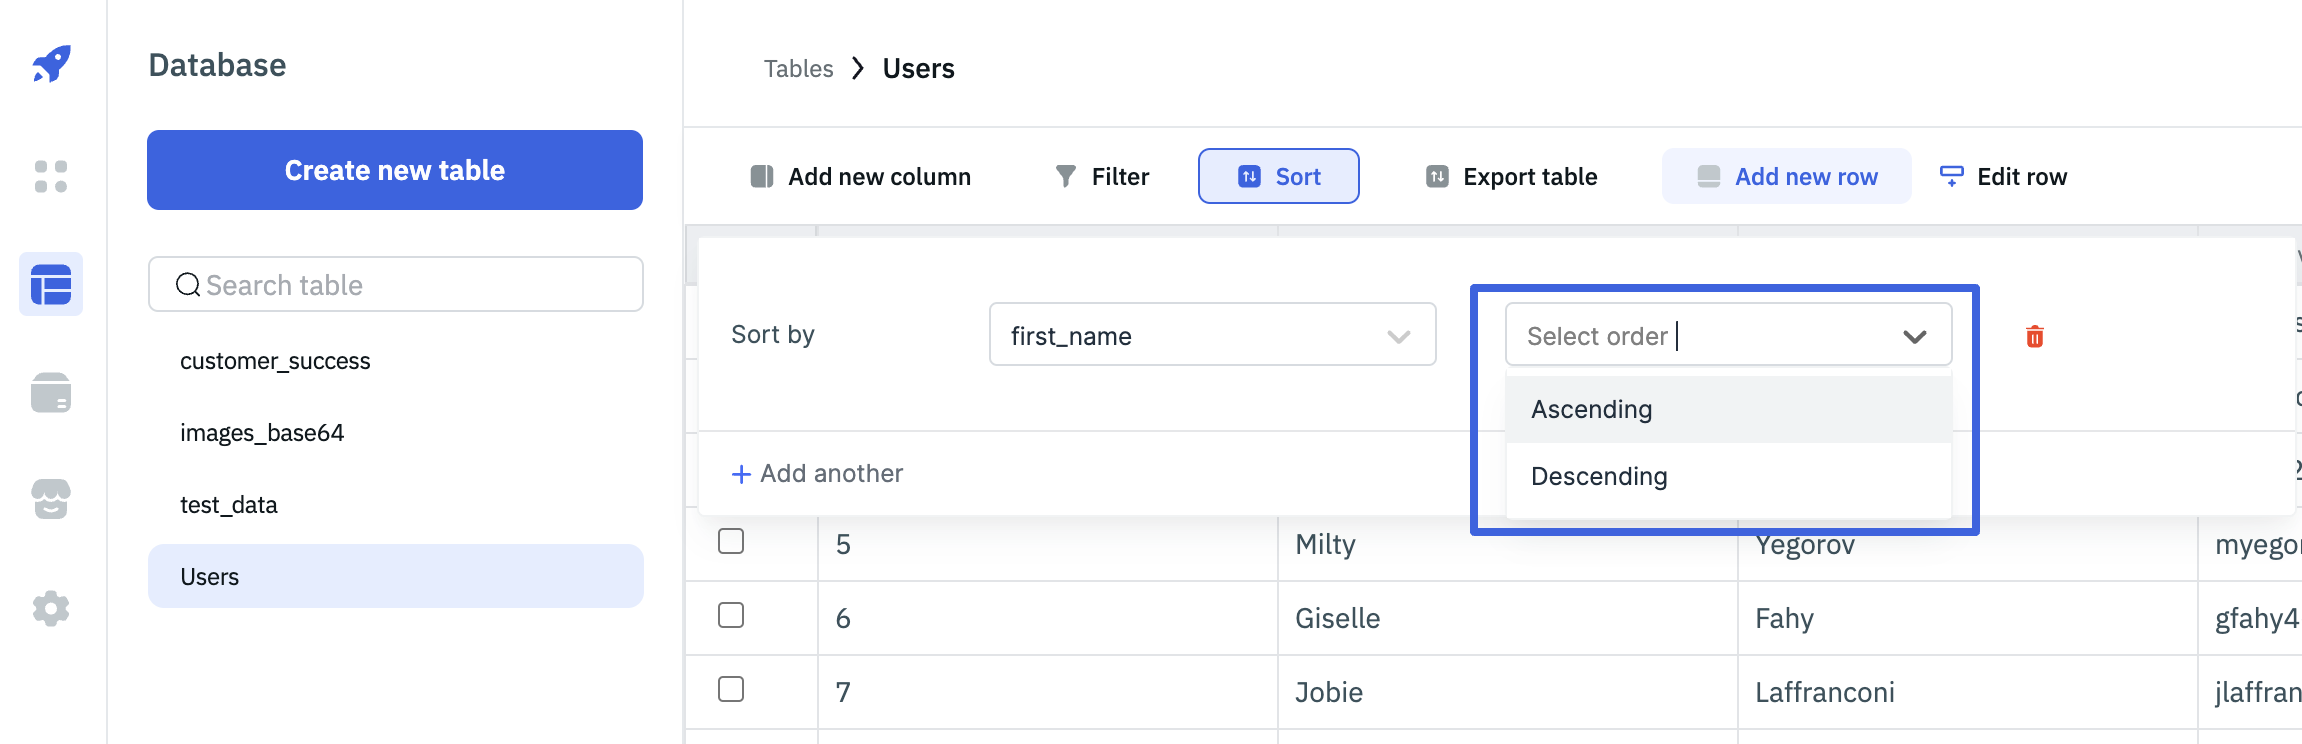 Database
Create new table
Search table
customer_success
images_base64
test_data
Users
Tables > Users
Add new column Filter Sort Export table Add new row Edit row
Sort by first_name Select order
Ascending
Descending
+ Add another
5 Milty Yegorov myegor
6 Giselle Fahy gfahy4
7 Jobie Laffranconi jlaffran